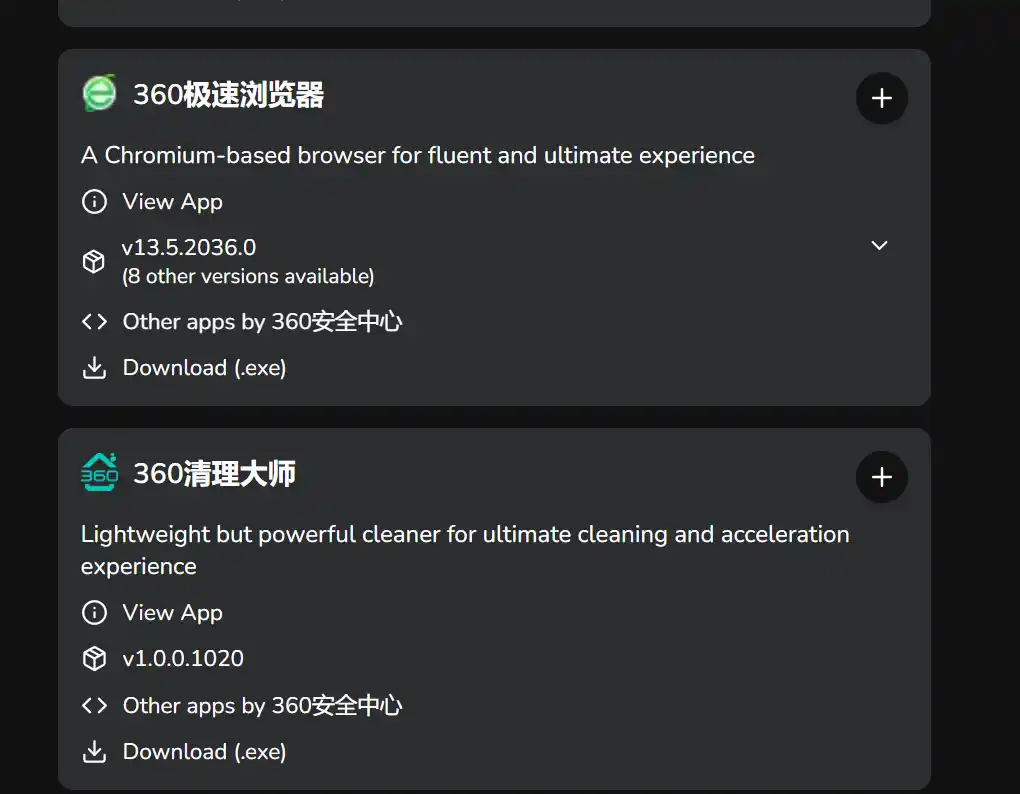 360极速浏览器
A Chromium-based browser for fluent and ultimate experience
View App
v13.5.2036.0
(8 other versions available)
Other apps by 360安全中心
Download (.exe)
360
360清理大师
Lightweight but powerful cleaner for ultimate cleaning and acceleration
experience
View App
v1.0.0.1020
Other apps by 360安全中心
Download (.exe)